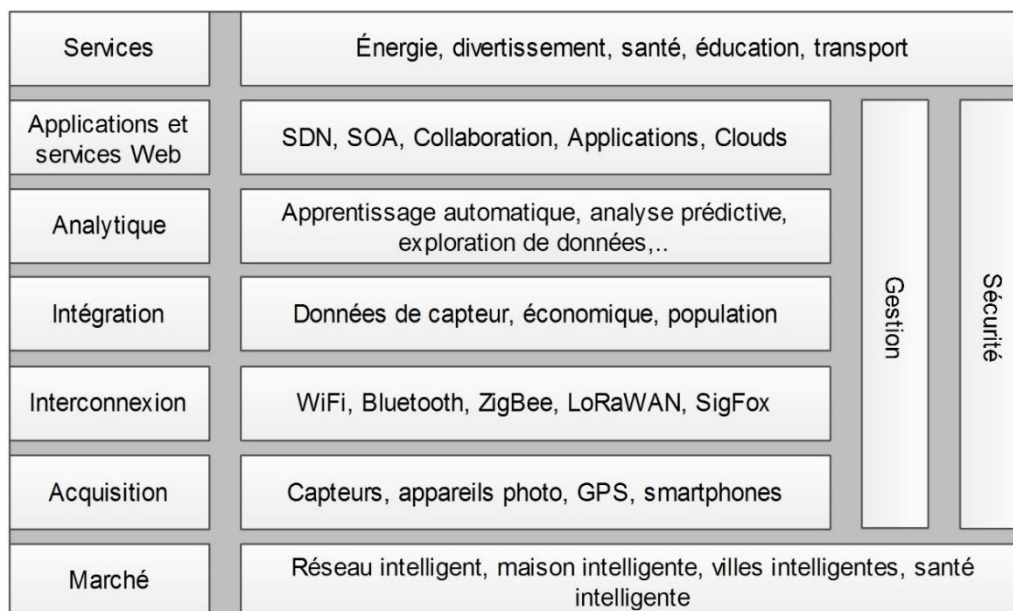 Services
Énergie, divertissement, santé, éducation, transport
Applications et
services Web
SDN, SOA, Collaboration, Applications, Clouds
Analytique
Apprentissage automatique, analyse prédictive,
exploration de données,..
Intégration
Données de capteur, économique, population
Interconnexion
WiFi, Bluetooth, ZigBee, LoRaWAN, SigFox
Acquisition
Capteurs, appareils photo, GPS, smartphones
Gestion
Sécurité
Marché
Réseau intelligent, maison intelligente, villes intelligentes, santé
intelligente